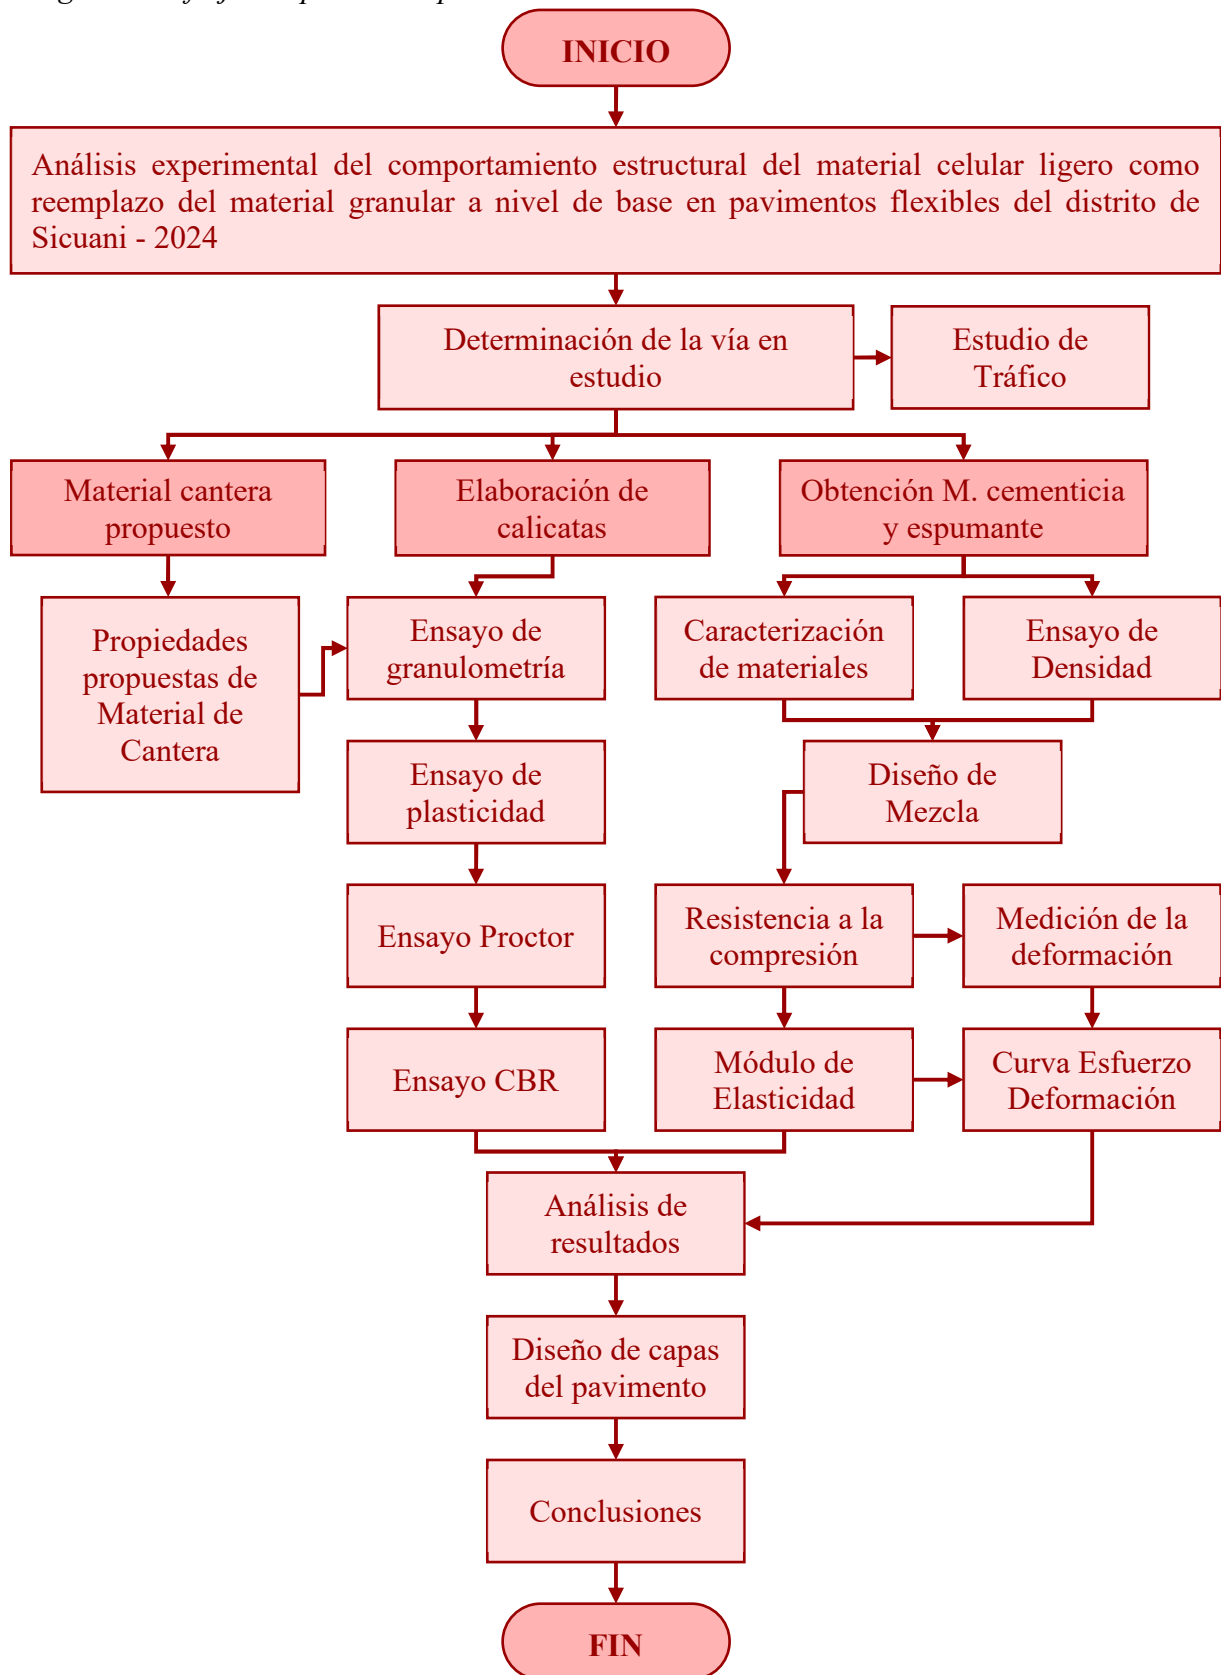 INICIO
Análisis experimental del comportamiento estructural del material celular ligero como
reemplazo del material granular a nivel de base en pavimentos flexibles del distrito de
Sicuani - 2024
Determinación de la vía en
estudio
Estudio de
Tráfico
Material cantera
propuesto
Elaboración de
calicatas
Obtención M. cementicia
y espumante
Propiedades
propuestas de
Material de
Cantera
Ensayo de
granulometría
Caracterización
de materiales
Ensayo de
Densidad
Ensayo de
plasticidad
Diseño de
Mezcla
Ensayo Proctor
Resistencia a la
compresión
Medición de la
deformación
Ensayo CBR
Módulo de
Elasticidad
Curva Esfuerzo
Deformación
Análisis de
resultados
Diseño de capas
del pavimento
Conclusiones
FIN